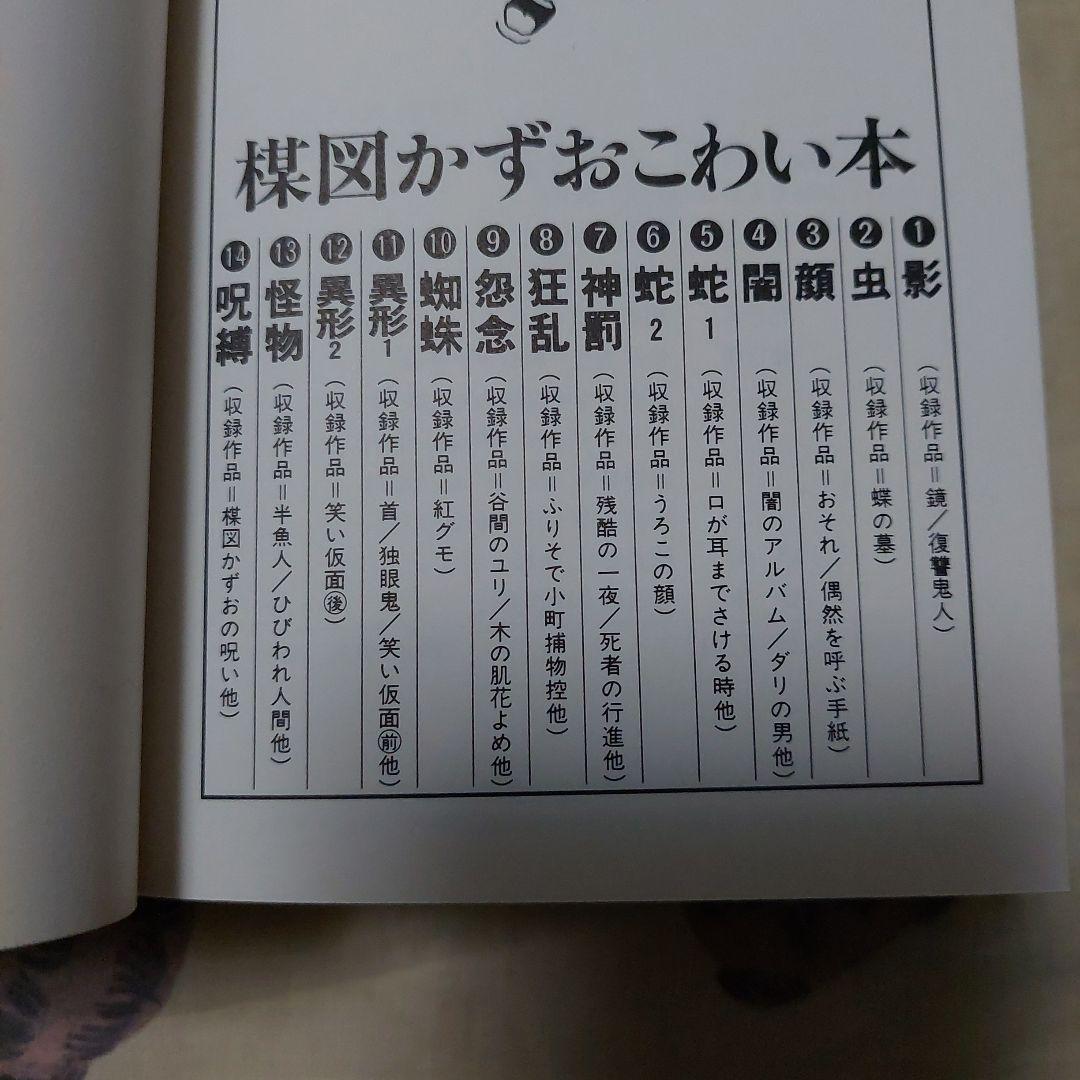 楳図かずおこわい本
❶影（収録作品＝鏡／復讐鬼人）
❷虫（収録作品＝蝶の墓）
❸顔（収録作品＝おそれ／偶然を呼ぶ手紙）
❹闇（収録作品＝闇のアルバム／ダリの男他）
❺蛇1（収録作品＝口が耳までさける時他）
❻蛇2（収録作品＝うろこの顔）
❼神罰（収録作品＝残酷の一夜／死者の行進他）
❽狂乱（収録作品＝ふりそで小町捕物控他）
❾怨念（収録作品＝谷間のユリ／木の肌花よめ他）
❿蜘蛛（収録作品＝紅グモ）
⓫異形1（収録作品＝首／独眼鬼／笑い仮面㊞前他）
⓬異形2（収録作品＝笑い仮面後）
⓭怪物（収録作品＝半魚人／ひびわれ人間他）
⓮呪縛（収録作品＝楳図かずおの呪い他）